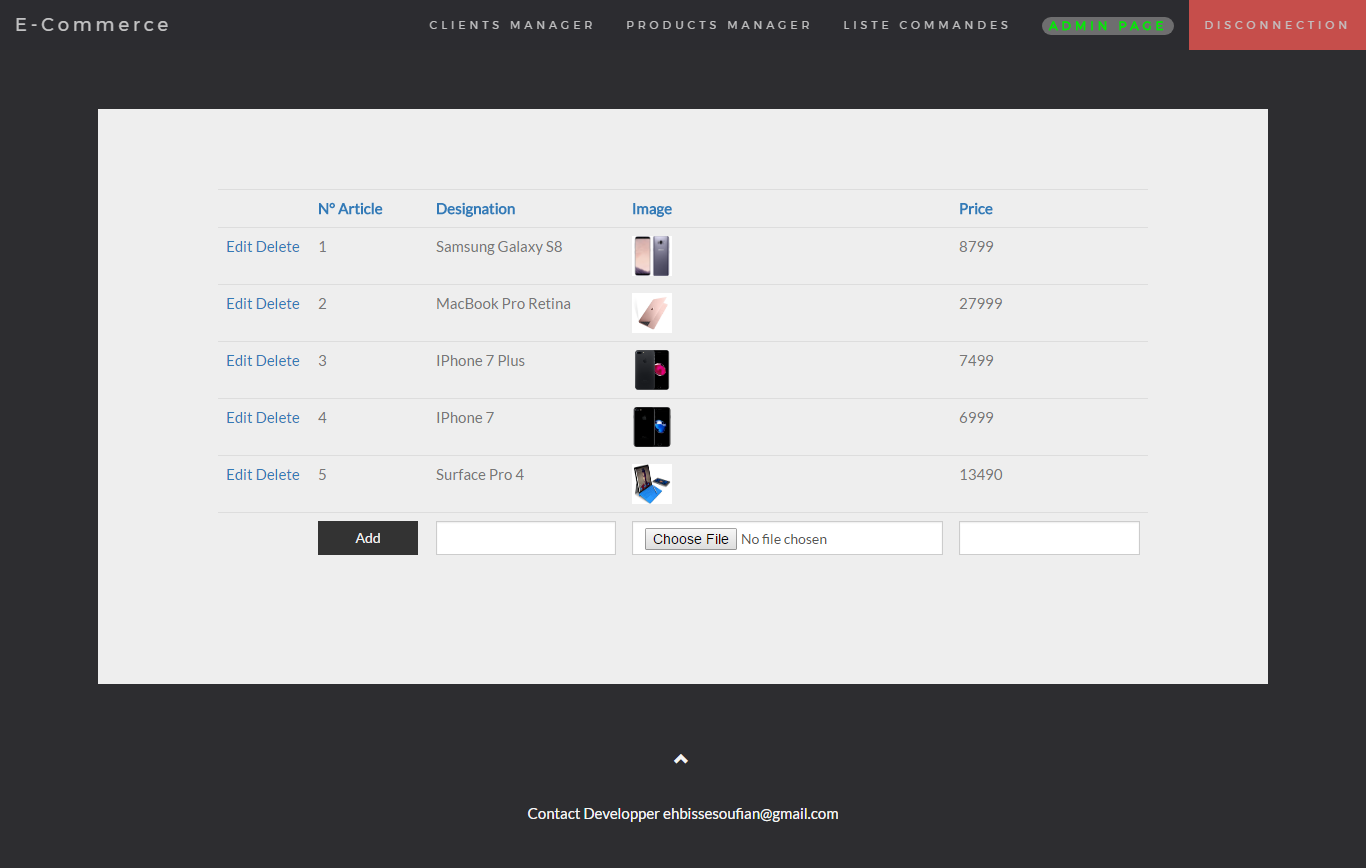 E-Commerce CLIENTS MANAGER PRODUCTS MANAGER LISTE COMMANDES ADMIN PAGE DISCONNECTION
N° Article Designation Image Price
Edit Delete 1 Samsung Galaxy S8 8799
Edit Delete 2 MacBook Pro Retina 27999
Edit Delete 3 IPhone 7 Plus 7499
Edit Delete 4 IPhone 7 6999
Edit Delete 5 Surface Pro 4 13490
Add Choose File No file chosen
Contact Developper ehbissesoufian@gmail.com